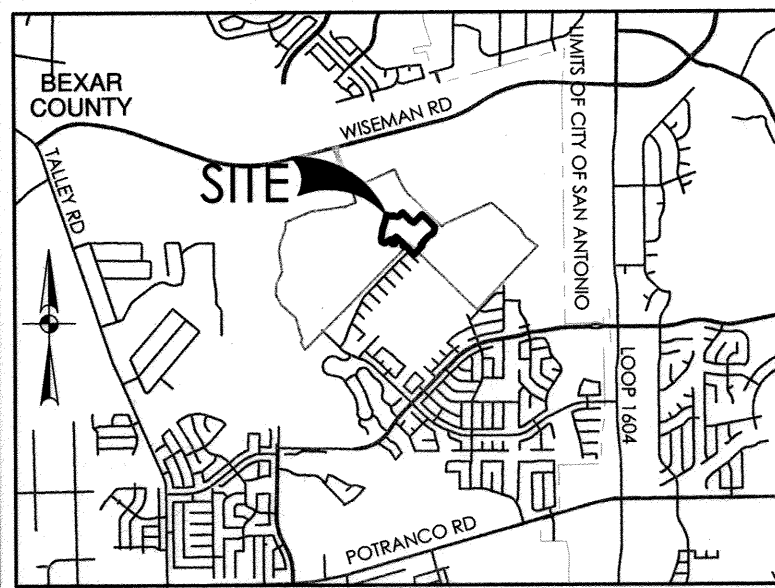 BEXAR
COUNTY
WISEMAN RD
LIMITS OF CITY OF SAN ANTONIO
TALLEY RD
SITE
LOOP 1604
POTRANCO RD